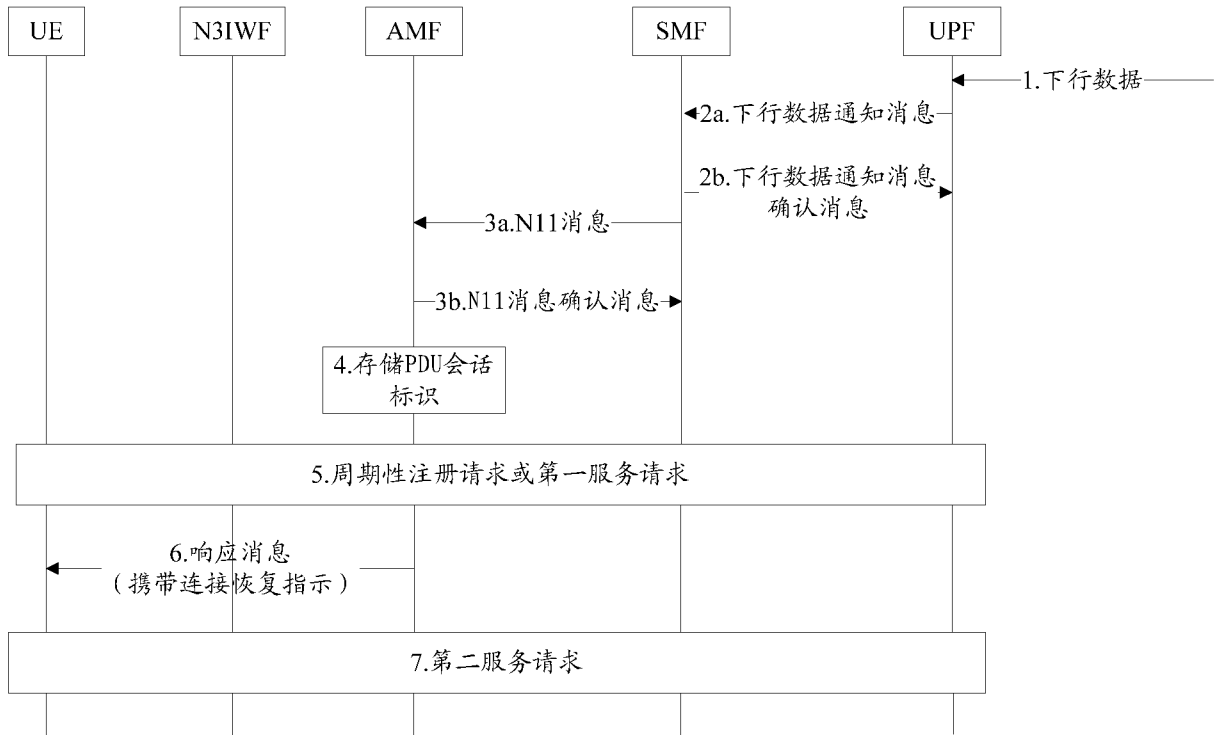 UE
N3IWF
AMF
SMF
UPF
1.下行数据
2a.下行数据通知消息
2b.下行数据通知消息
确认消息
3a.N11消息
3b.N11消息确认消息
4.存储PDU会话
标识
5.周期性注册请求或第一服务请求
6.响应消息
（携带连接恢复指示）
7.第二服务请求